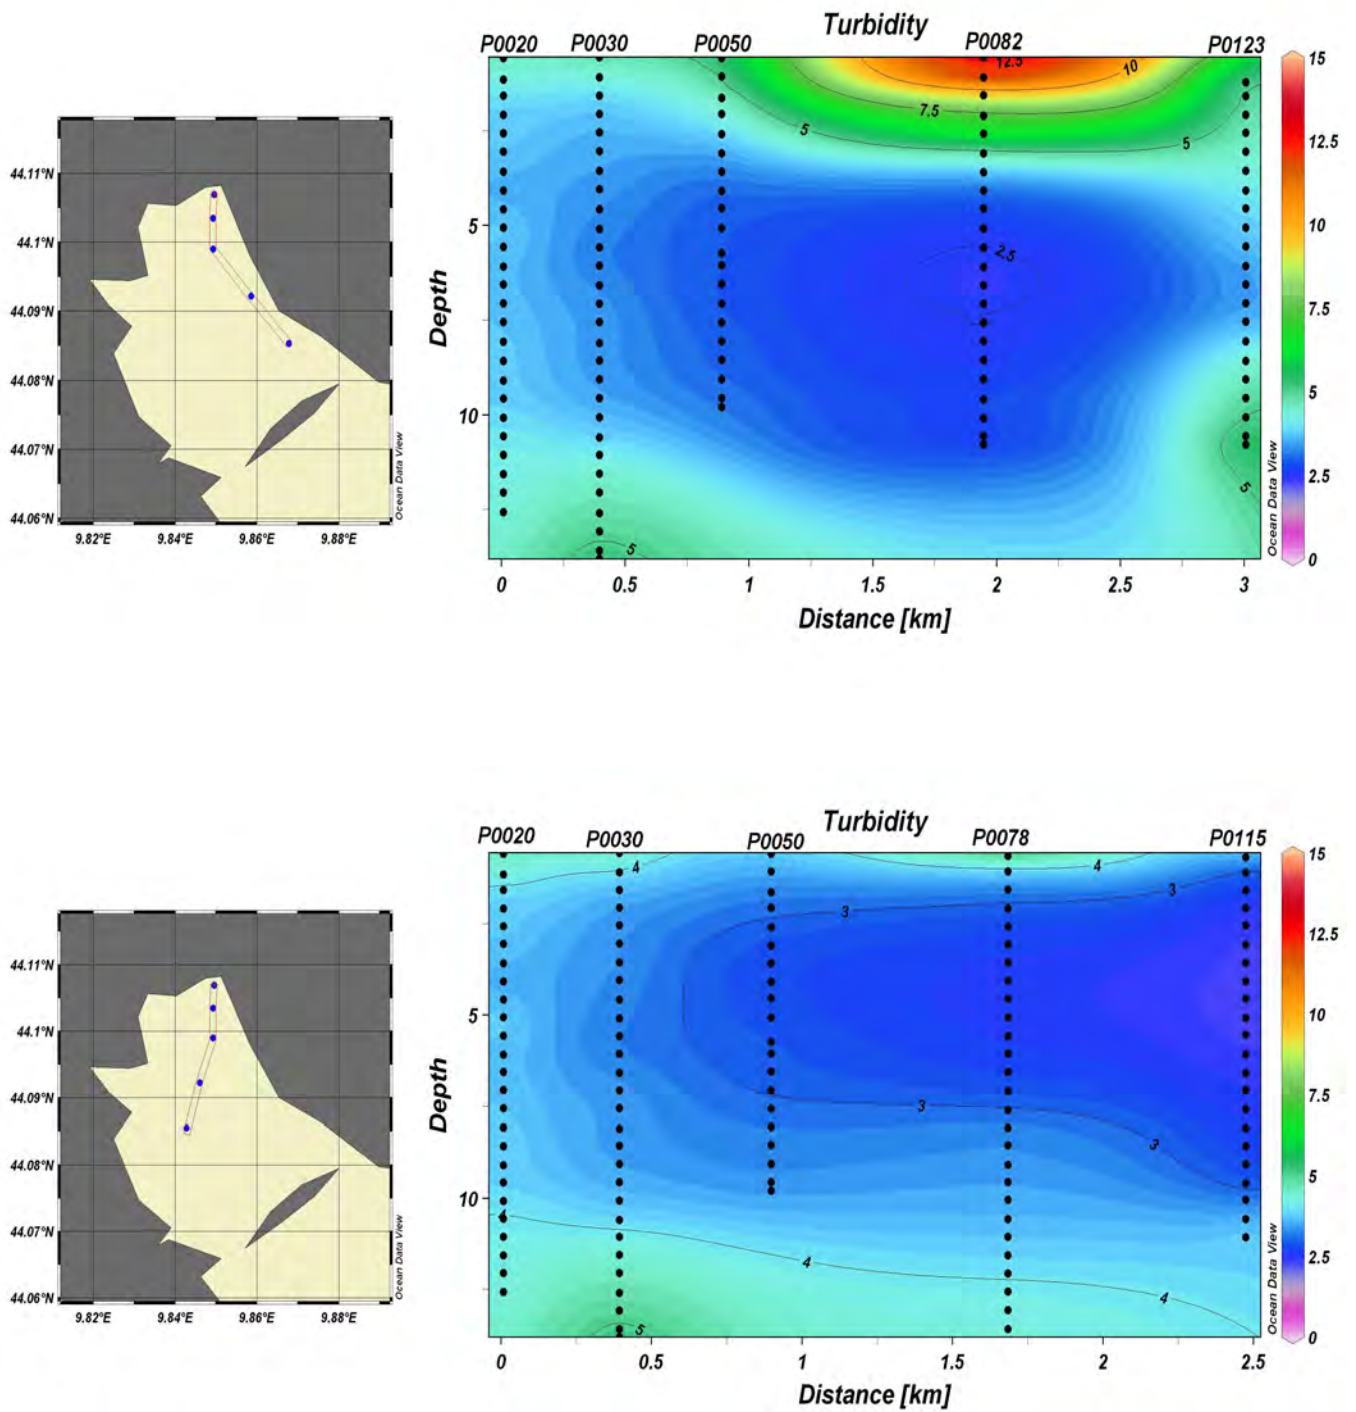 Turbidity
P0020 P0030 P0050 P0082 P0123
44.11°N
44.1°N
44.09°N
44.08°N
44.07°N
44.06°N
9.82°E 9.84°E 9.86°E 9.88°E
Ocean Data View
Depth
5
10
12.5
10
7.5
5
5
2.5
5
5
0 0.5 1 1.5 2 2.5 3
Distance [km]
Ocean Data View
15
12.5
10
7.5
5
2.5
0
Turbidity
P0020 P0030 P0050 P0078 P0115
44.11°N
44.1°N
44.09°N
44.08°N
44.07°N
44.06°N
9.82°E 9.84°E 9.86°E 9.88°E
Ocean Data View
Depth
5
10
4
4
3
3
3
3
4
4
4
5
0 0.5 1 1.5 2 2.5
Distance [km]
Ocean Data View
15
12.5
10
7.5
5
2.5
0